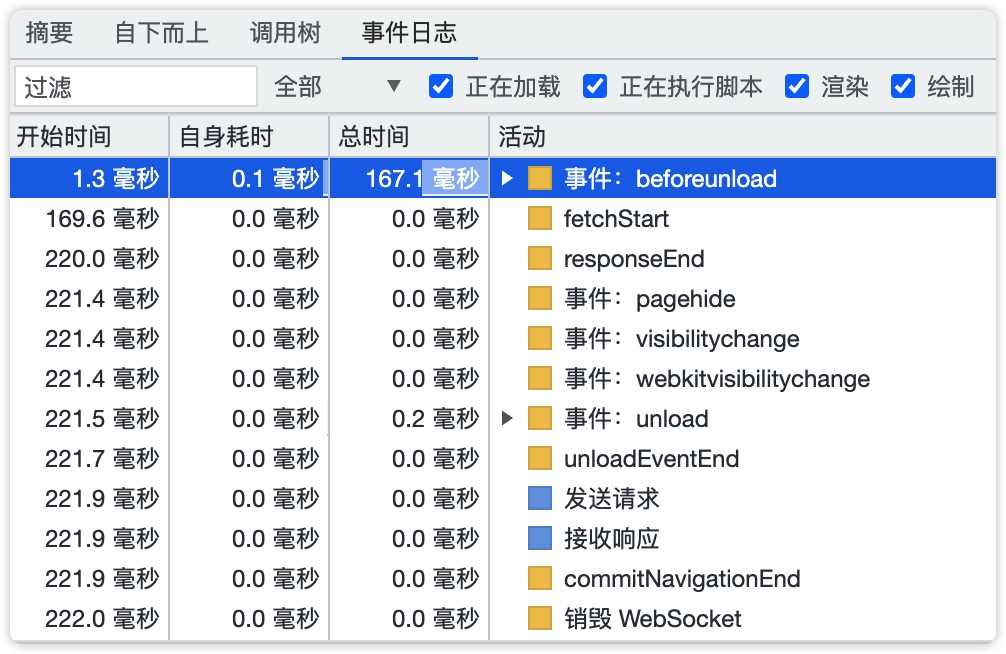 摘要 自下而上 调用树 事件日志
过滤 全部 正在加载 正在执行脚本 渲染 绘制
开始时间 自身耗时 总时间 活动
1.3 毫秒 0.1 毫秒 167.1 毫秒 事件：beforeunload
169.6 毫秒 0.0 毫秒 0.0 毫秒 fetchStart
220.0 毫秒 0.0 毫秒 0.0 毫秒 responseEnd
221.4 毫秒 0.0 毫秒 0.0 毫秒 事件：pagehide
221.4 毫秒 0.0 毫秒 0.0 毫秒 事件：visibilitychange
221.4 毫秒 0.0 毫秒 0.0 毫秒 事件：webkitvisibilitychange
221.5 毫秒 0.0 毫秒 0.2 毫秒 事件：unload
221.7 毫秒 0.0 毫秒 0.0 毫秒 unloadEventEnd
221.9 毫秒 0.0 毫秒 0.0 毫秒 发送请求
221.9 毫秒 0.0 毫秒 0.0 毫秒 接收响应
221.9 毫秒 0.0 毫秒 0.0 毫秒 commitNavigationEnd
222.0 毫秒 0.0 毫秒 0.0 毫秒 销毁 WebSocket